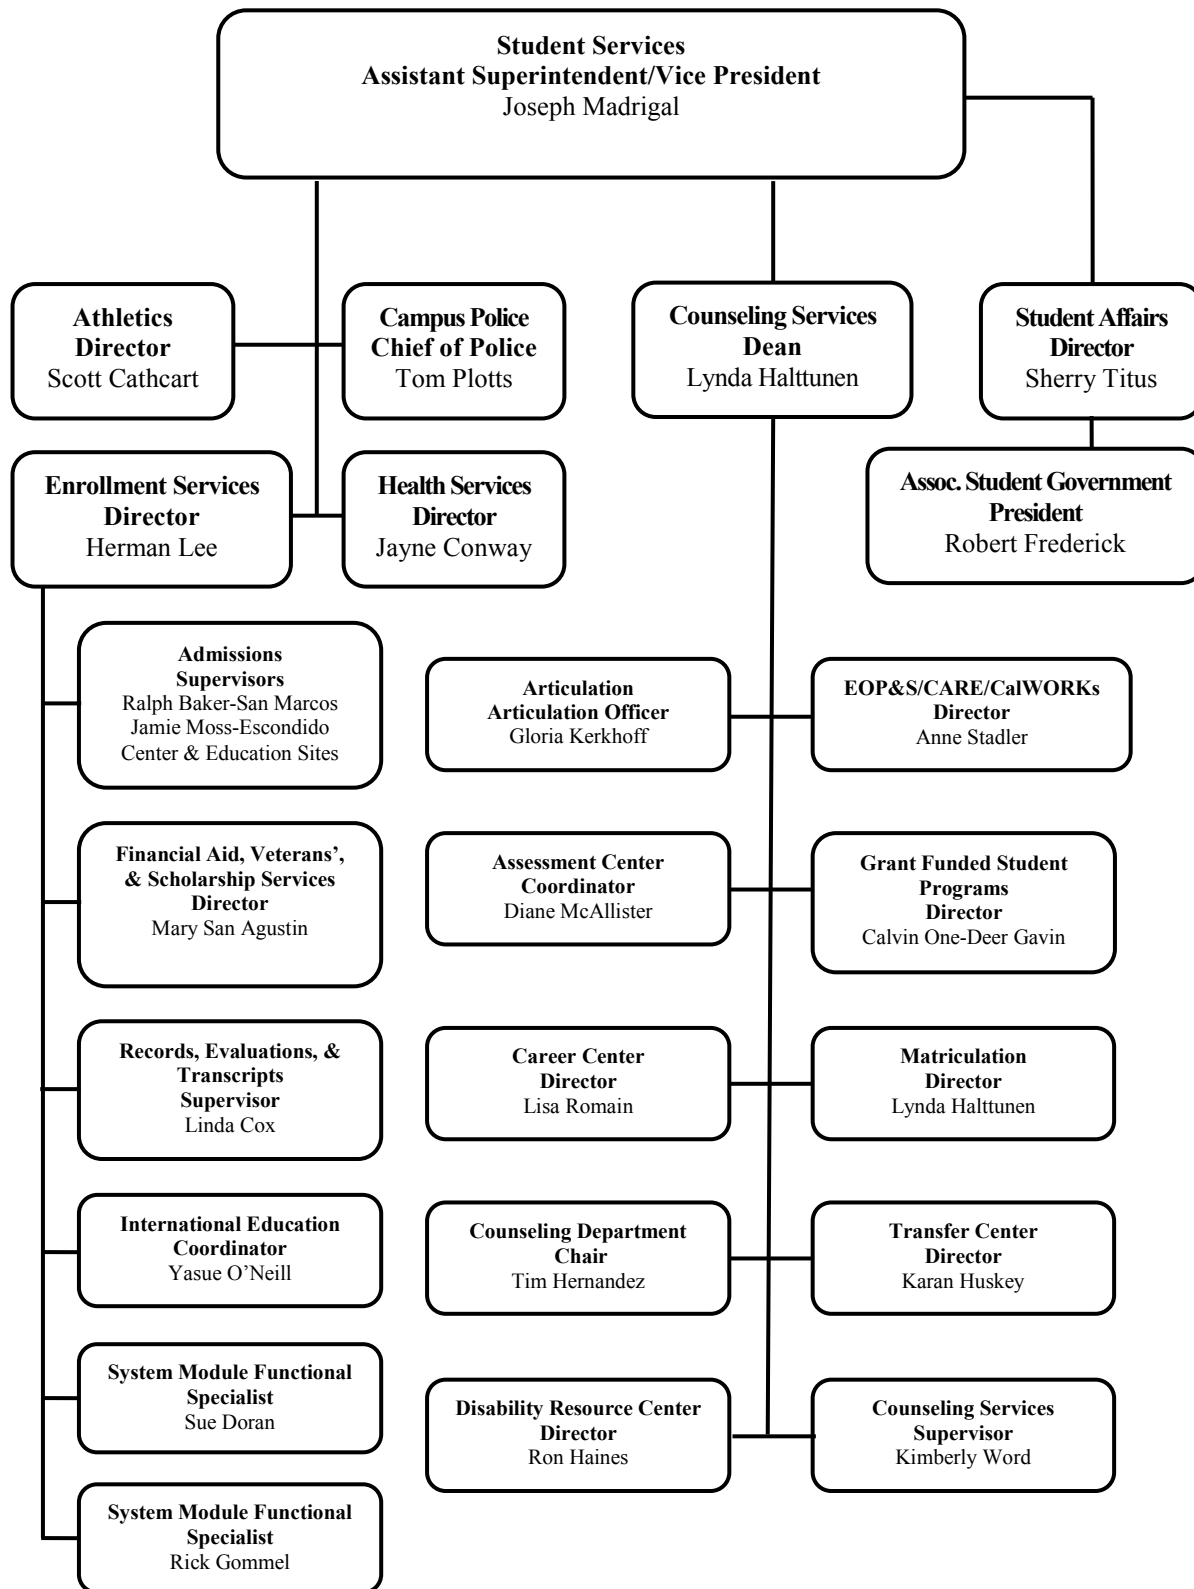 Student Services
Assistant Superintendent/Vice President
Joseph Madrigal
Athletics
Director
Scott Cathcart
Campus Police
Chief of Police
Tom Plotts
Counseling Services
Dean
Lynda Halttunen
Student Affairs
Director
Sherry Titus
Enrollment Services
Director
Herman Lee
Health Services
Director
Jayne Conway
Assoc. Student Government
President
Robert Frederick
Admissions
Supervisors
Ralph Baker-San Marcos
Jamie Moss-Escondido
Center & Education Sites
Articulation
Articulation Officer
Gloria Kerkhoff
EOP&S/CARE/CalWORKs
Director
Anne Stadler
Financial Aid, Veterans’,
& Scholarship Services
Director
Mary San Agustin
Assessment Center
Coordinator
Diane McAllister
Grant Funded Student
Programs
Director
Calvin One-Deer Gavin
Records, Evaluations, &
Transcripts
Supervisor
Linda Cox
Career Center
Director
Lisa Romain
Matriculation
Director
Lynda Halttunen
International Education
Coordinator
Yasue O’Neill
Counseling Department
Chair
Tim Hernandez
Transfer Center
Director
Karan Huskey
System Module Functional
Specialist
Sue Doran
Disability Resource Center
Director
Ron Haines
Counseling Services
Supervisor
Kimberly Word
System Module Functional
Specialist
Rick Gommel